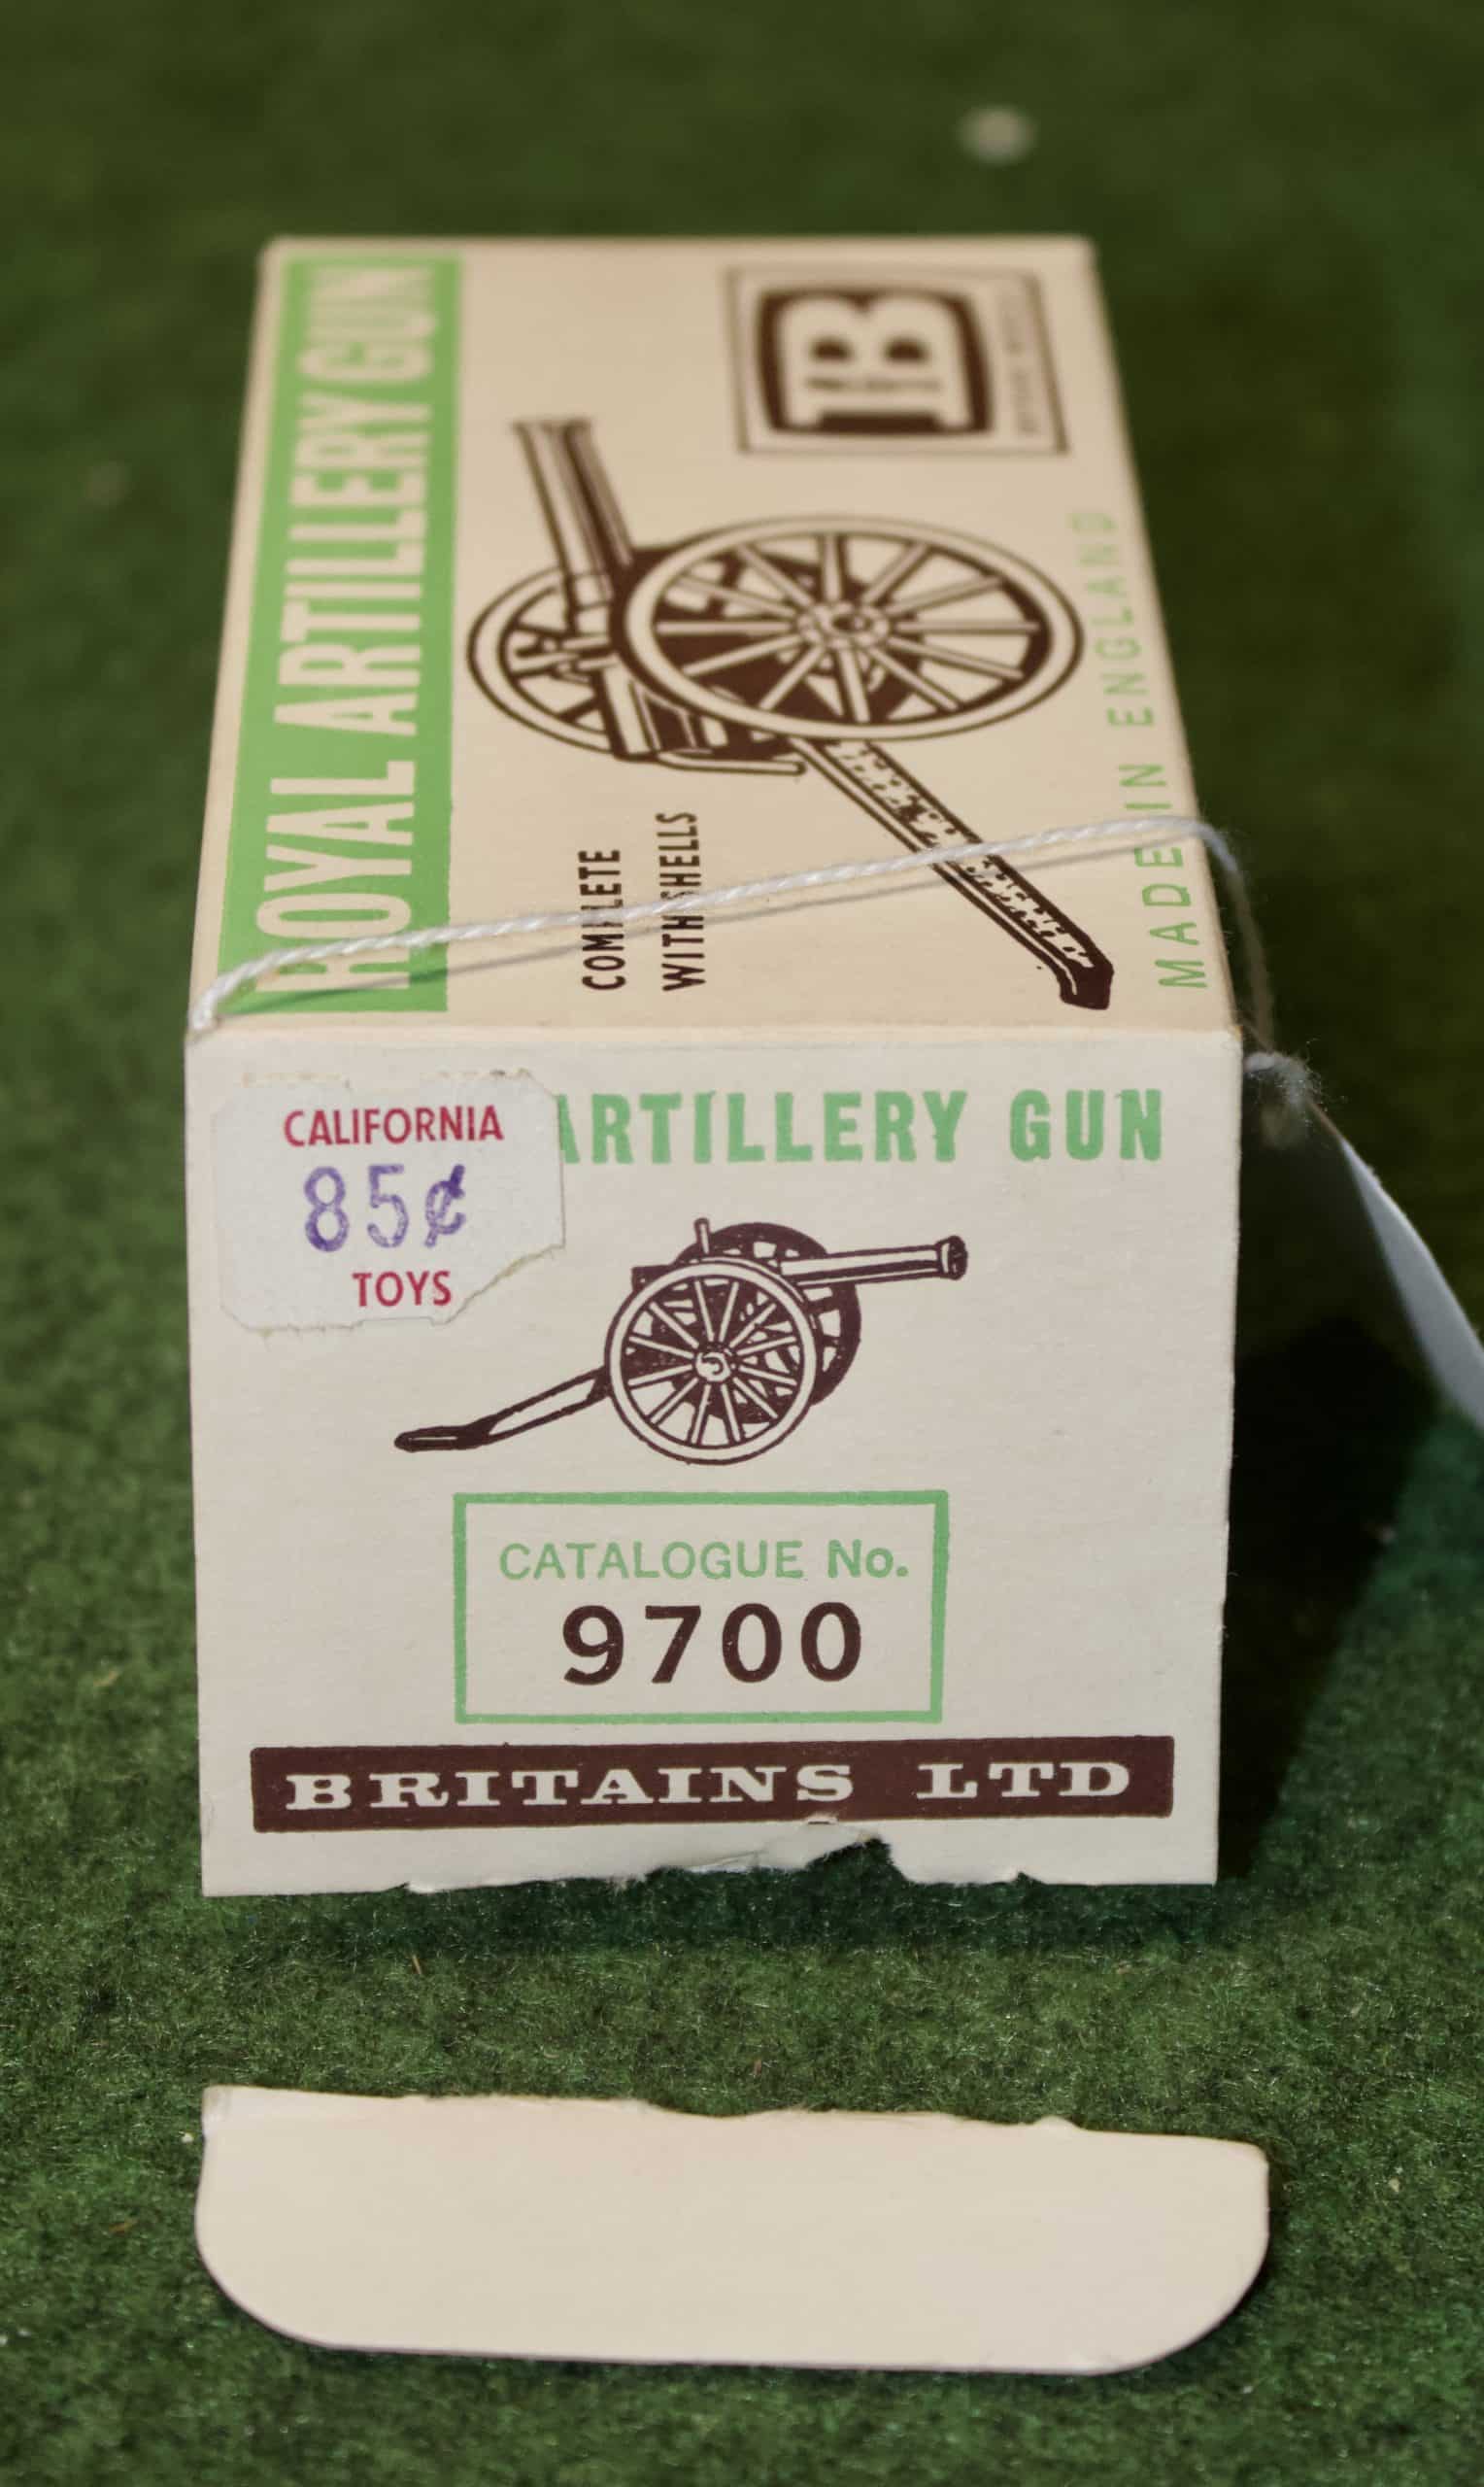 ROYAL ARTILLERY GUN
B
COMPLETE
WITH SHELLS
MADE IN ENGLAND
CALIFORNIA
85¢
TOYS
ARTILLERY GUN
CATALOGUE No.
9700
BRITAINS LTD